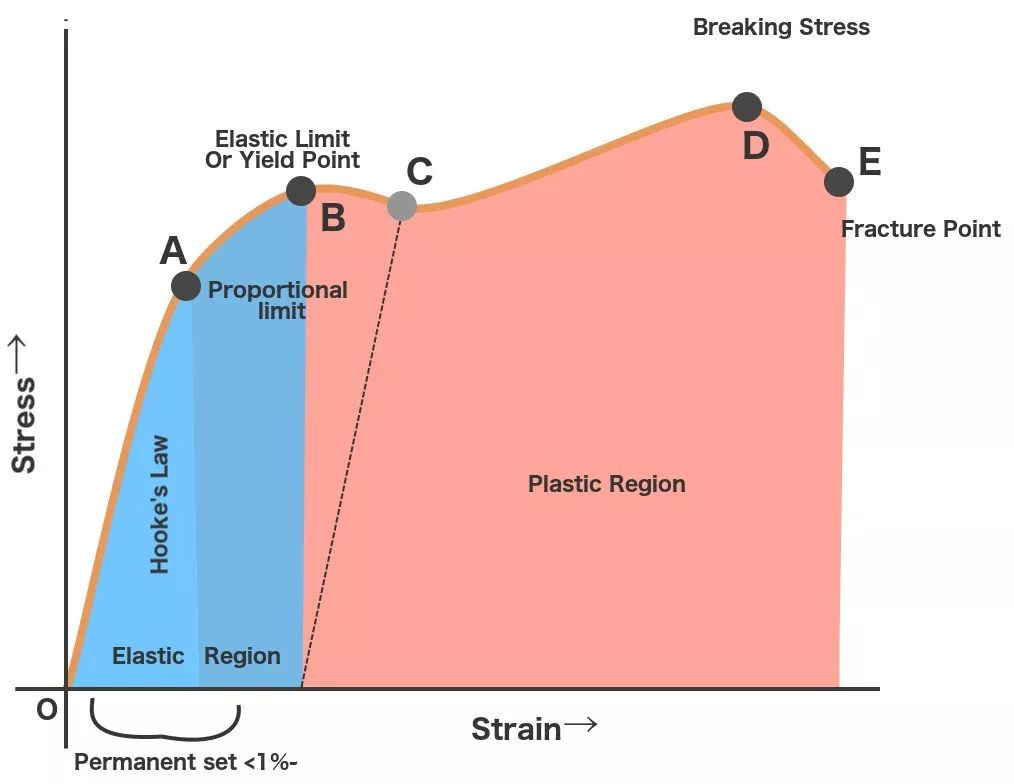 Breaking Stress
Elastic Limit
Or Yield Point
C
D
E
B
Fracture Point
A
Proportional
limit
Stress→
Hooke's Law
Plastic Region
Elastic Region
O
Strain→
Permanent set <1%-